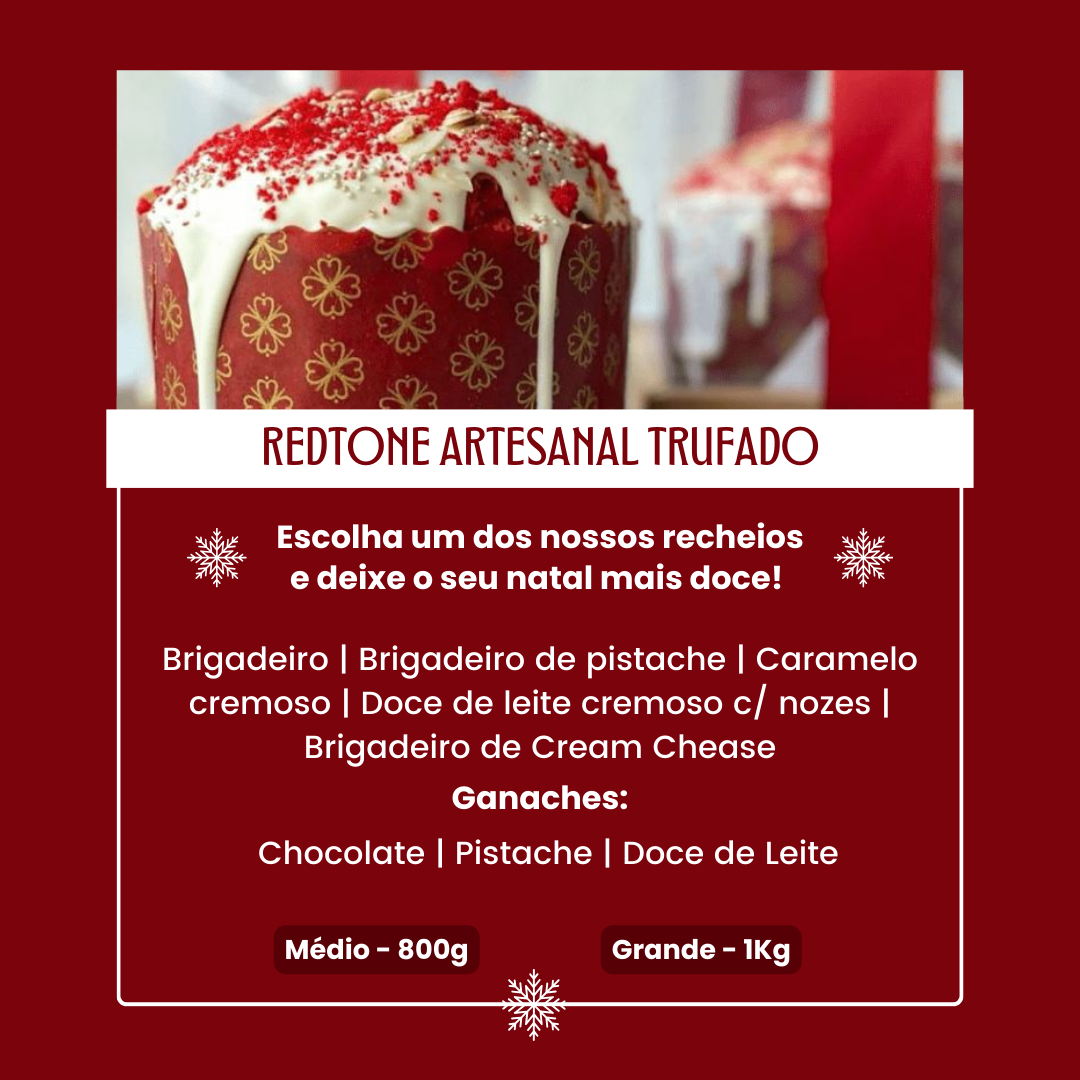 REDTONE ARTESANAL TRUFADO
Escolha um dos nossos recheios
e deixe o seu natal mais doce!
Brigadeiro | Brigadeiro de pistache | Caramelo
cremoso | Doce de leite cremoso c/ nozes |
Brigadeiro de Cream Chease
Ganaches:
Chocolate | Pistache | Doce de Leite
Médio - 800g
Grande - 1Kg